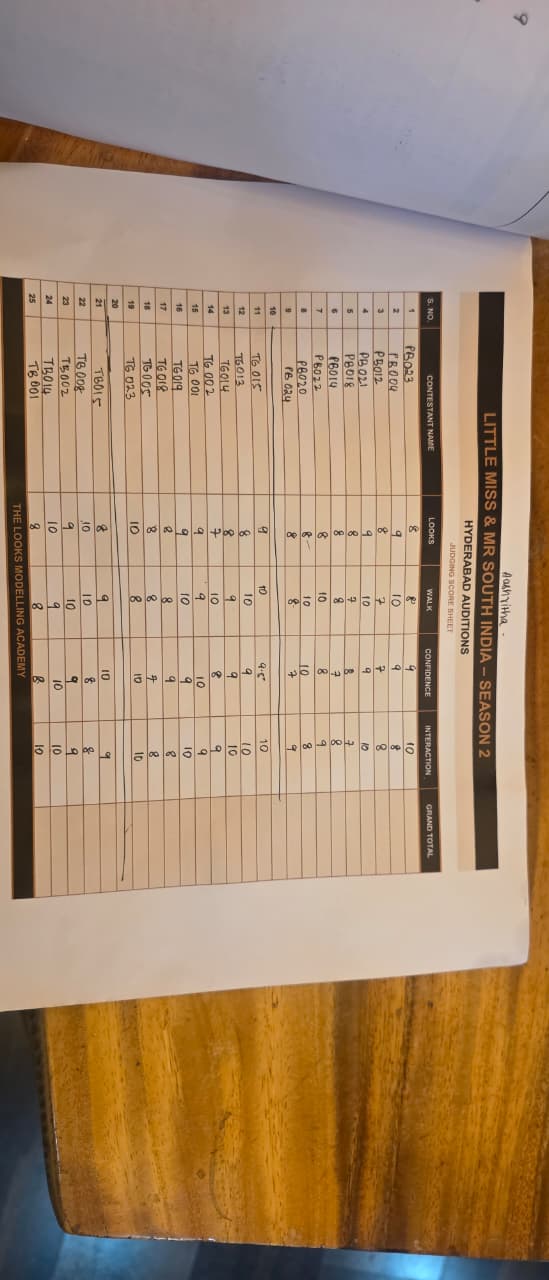 Aashritha.
LITTLE MISS & MR SOUTH INDIA – SEASON 2
HYDERABAD AUDITIONS
JUDGING SCORE SHEET
S. NO. CONTESTANT NAME LOOKS WALK CONFIDENCE INTERACTION GRAND TOTAL
1 PB023 8 8 9 10
2 PB004 9 10 9 8
3 PB012 8 7 7 8
4 PB021 9 10 9 10
5 PB018 8 7 8 7
6 PB014 8 8 7 8
7 PB022 8 10 8 9
8 PB020 8 10 10 8
9 PB024 8 8 7 9
10
11 TG015 9 10 9.5 10
12 TG013 8 10 9 10
13 TG014 8 9 9 10
14 TG002 7 10 8 9
15 TG001 9 9 10 9
16 TG019 9 10 9 10
17 TG018 8 8 9 8
18 TB005 8 8 7 8
19 TB023 10 8 10 10
20
21 TB015 8 9 10 9
22 TB008 10 10 8 8
23 TB002 9 10 9 9
24 TB014 10 9 10 10
25 TB001 8 8 8 10
THE LOOKS MODELLING ACADEMY